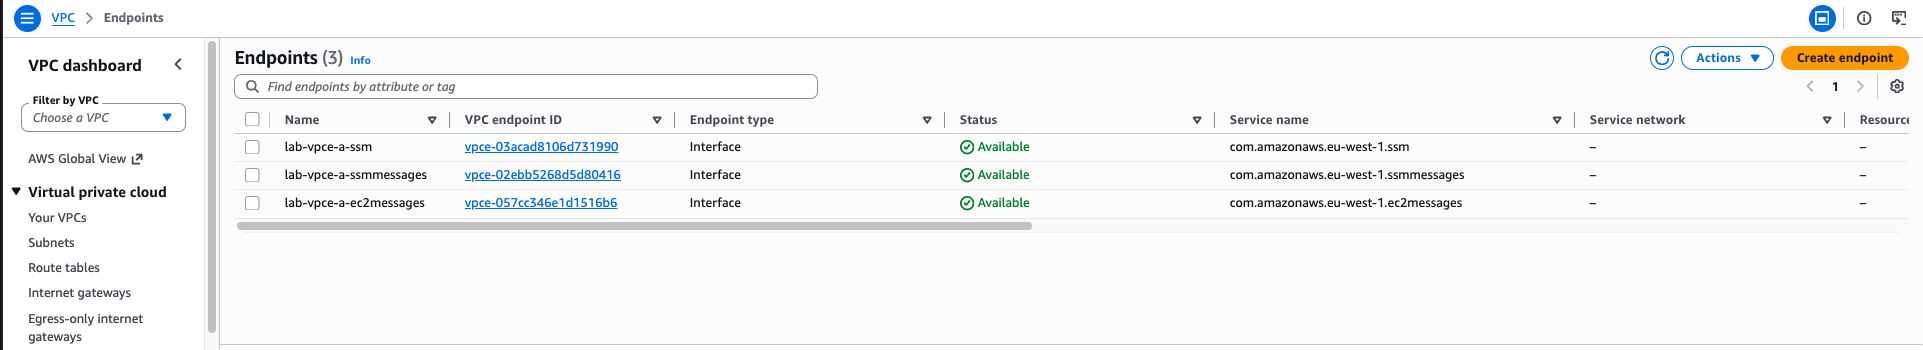 VPC > Endpoints
VPC dashboard
Filter by VPC
Choose a VPC
AWS Global View
Virtual private cloud
Your VPCs
Subnets
Route tables
Internet gateways
Egress-only internet
gateways
Endpoints (3) Info
Actions
Create endpoint
Find endpoints by attribute or tag
1
Name VPC endpoint ID Endpoint type Status Service name Service network Resource
lab-vpce-a-ssm vpce-03acad8106d731990 Interface Available com.amazonaws.eu-west-1.ssm – –
lab-vpce-a-ssmmessages vpce-02ebb5268d5d80416 Interface Available com.amazonaws.eu-west-1.ssmmessages – –
lab-vpce-a-ec2messages vpce-057cc346e1d1516b6 Interface Available com.amazonaws.eu-west-1.ec2messages – –